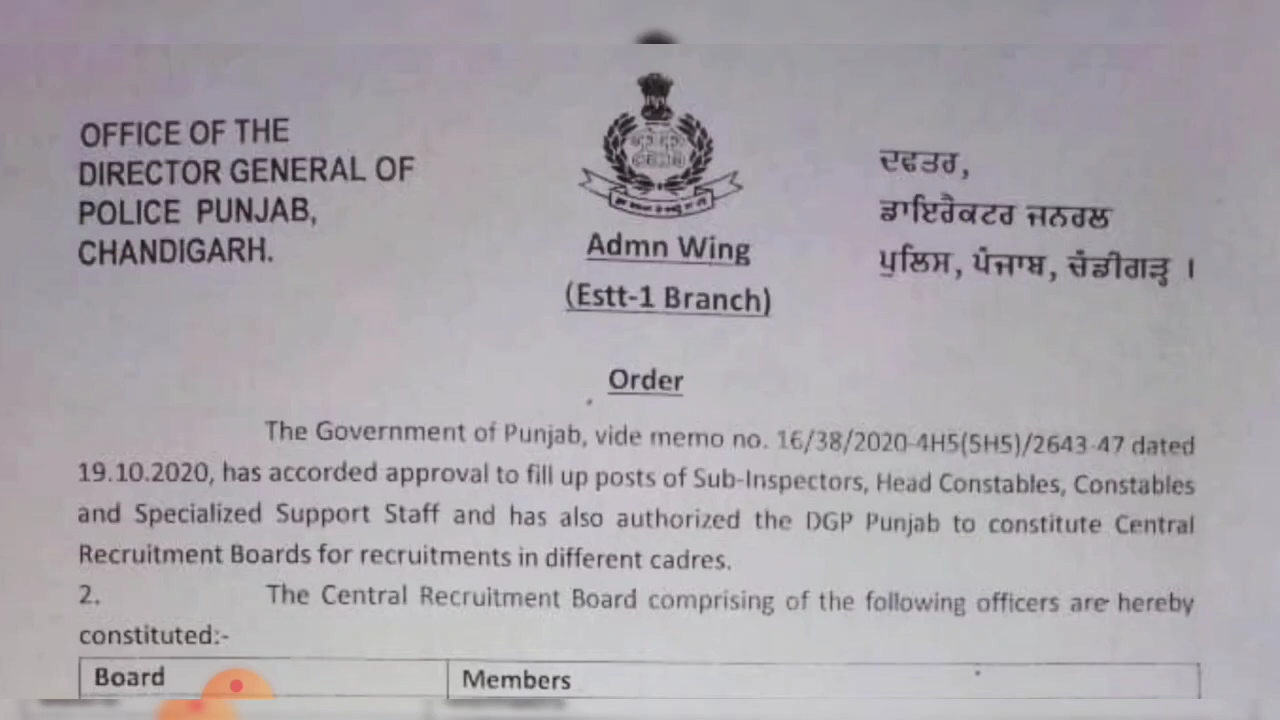 OFFICE OF THE
DIRECTOR GENERAL OF
POLICE PUNJAB,
CHANDIGARH.
Admn Wing
(Estt-1 Branch)
ਦਫਤਰ,
ਡਾਇਰੈਕਟਰ ਜਨਰਲ
ਪੁਲਿਸ, ਪੰਜਾਬ, ਚੰਡੀਗੜ੍ਹ ।
Order
The Government of Punjab, vide memo no. 16/38/2020-4H5(5H5)/2643-47 dated
19.10.2020, has accorded approval to fill up posts of Sub-Inspectors, Head Constables, Constables
and Specialized Support Staff and has also authorized the DGP Punjab to constitute Central
Recruitment Boards for recruitments in different cadres.
2. The Central Recruitment Board comprising of the following officers are hereby
constituted:-
Board Members